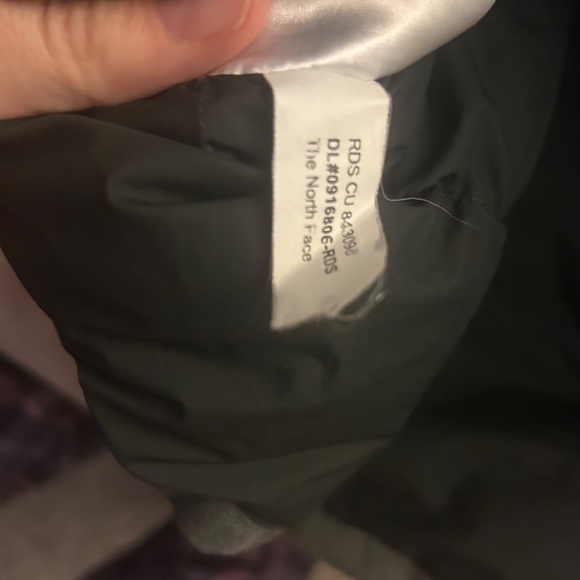 RDS CU 843098
DL#0916806-RDS
The North Face